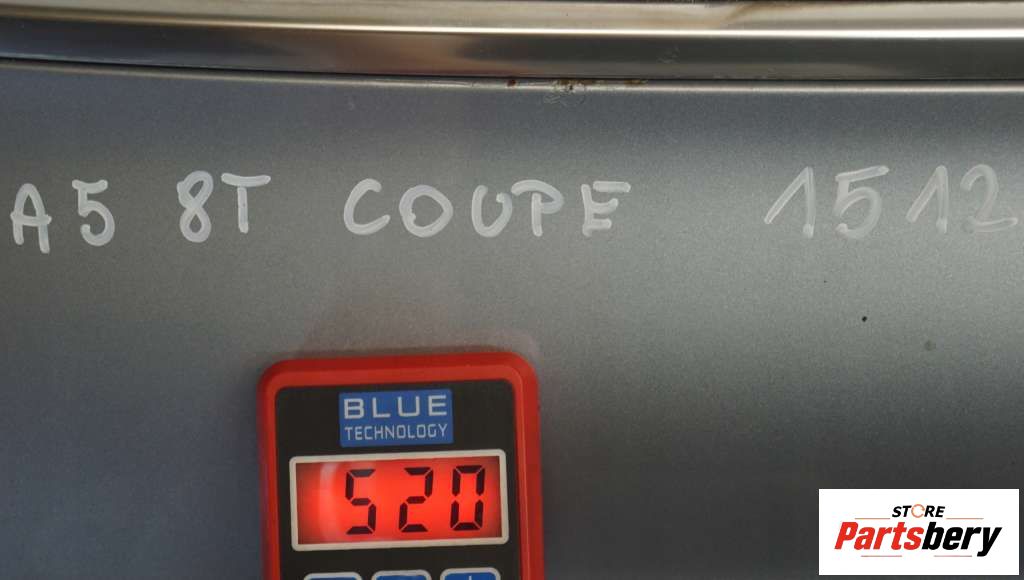 A5 8T COUPE 1512
BLUE
TECHNOLOGY
520
STORE
Partsbery